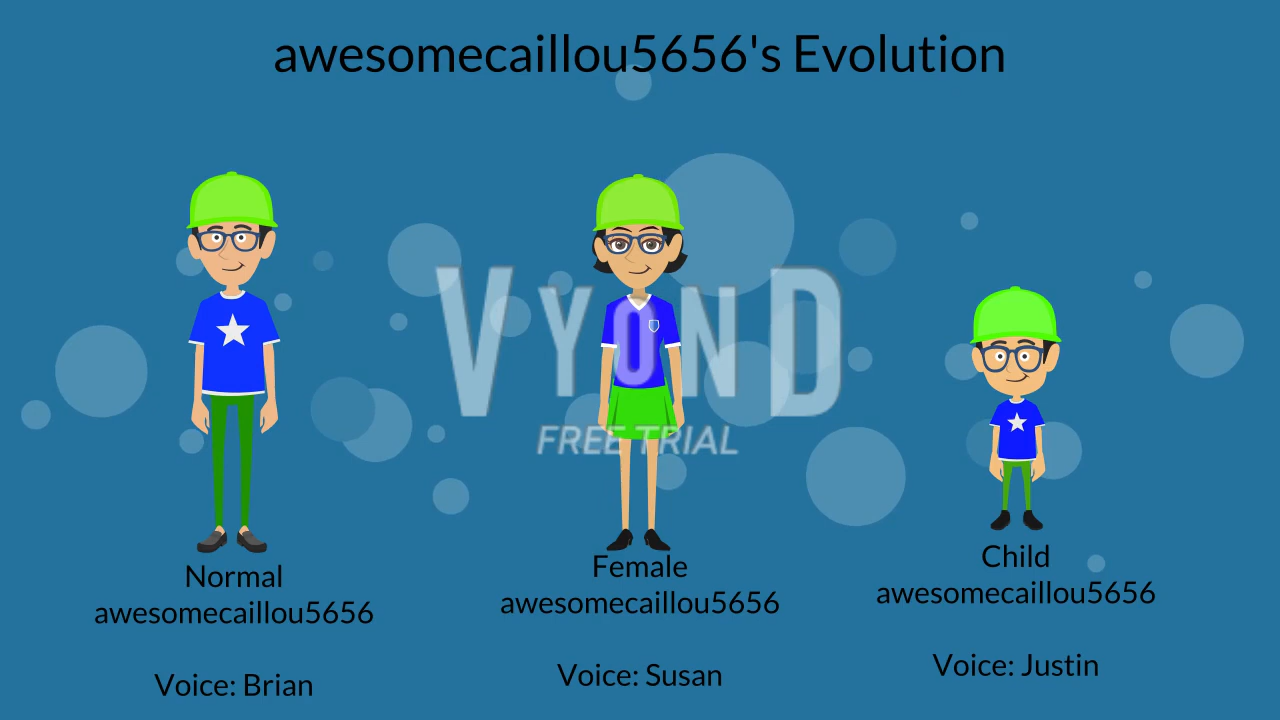 awesomecaillou5656's Evolution
VYOND
FREE TRIAL
Normal
awesomecaillou5656
Voice: Brian
Female
awesomecaillou5656
Voice: Susan
Child
awesomecaillou5656
Voice: Justin